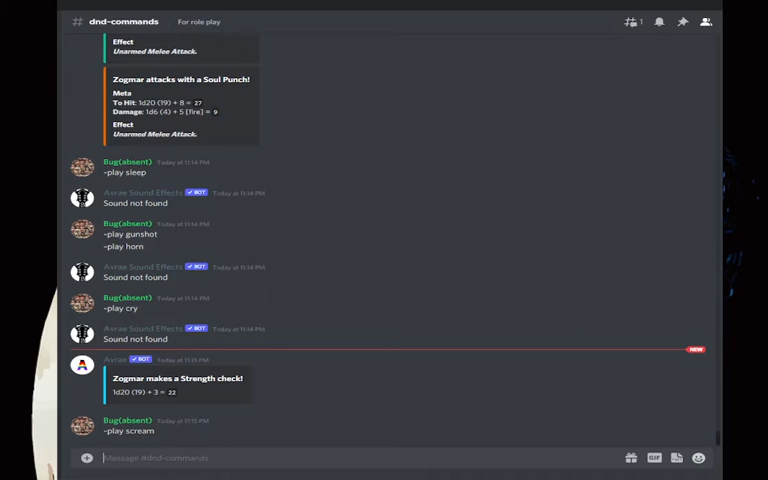 dnd-commands For role play 1
Effect
Unarmed Melee Attack.
Zogmar attacks with a Soul Punch!
Meta
To Hit: 1d20 (19) + 8 = 27
Damage: 1d6 (4) + 5 [fire] = 9
Effect
Unarmed Melee Attack.
Bug(absent) Today at 11:14 PM
~play sleep
Avrae Sound Effects ✓ BOT Today at 11:14 PM
Sound not found
Bug(absent) Today at 11:14 PM
~play gunshot
~play horn
Avrae Sound Effects ✓ BOT Today at 11:14 PM
Sound not found
Bug(absent) Today at 11:14 PM
~play cry
Avrae Sound Effects ✓ BOT Today at 11:14 PM
Sound not found
NEW
Avrae ✓ BOT Today at 11:15 PM
Zogmar makes a Strength check!
1d20 (19) + 3 = 22
Bug(absent) Today at 11:15 PM
~play scream
Message #dnd-commands
GIF